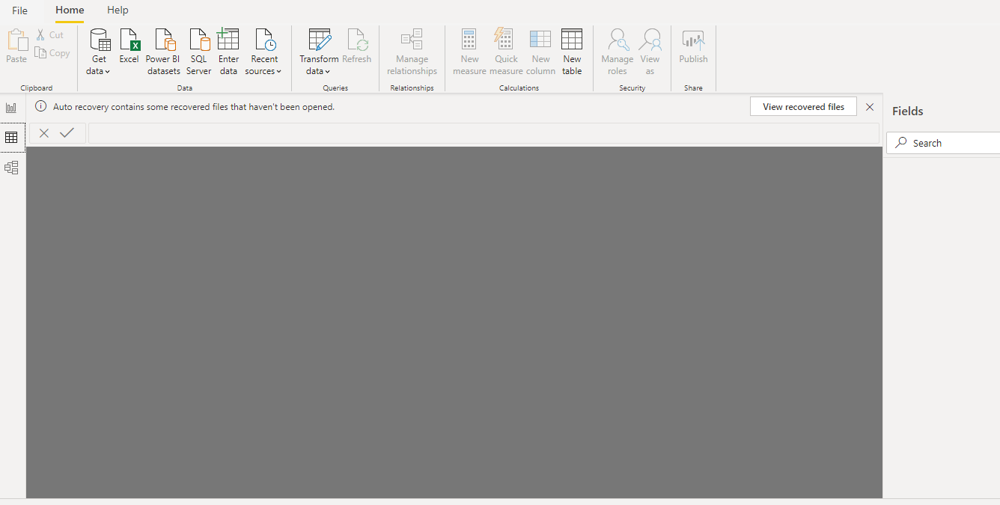 File Home Help
Paste
Cut
Copy
Get data
Excel
Power BI datasets
SQL Server
Enter data
Recent sources
Transform data
Refresh
Manage relationships
New measure
Quick measure
New column
New table
Manage roles
View as
Publish
Clipboard Data Queries Relationships Calculations Security Share
Auto recovery contains some recovered files that haven't been opened.
View recovered files
Fields
Search